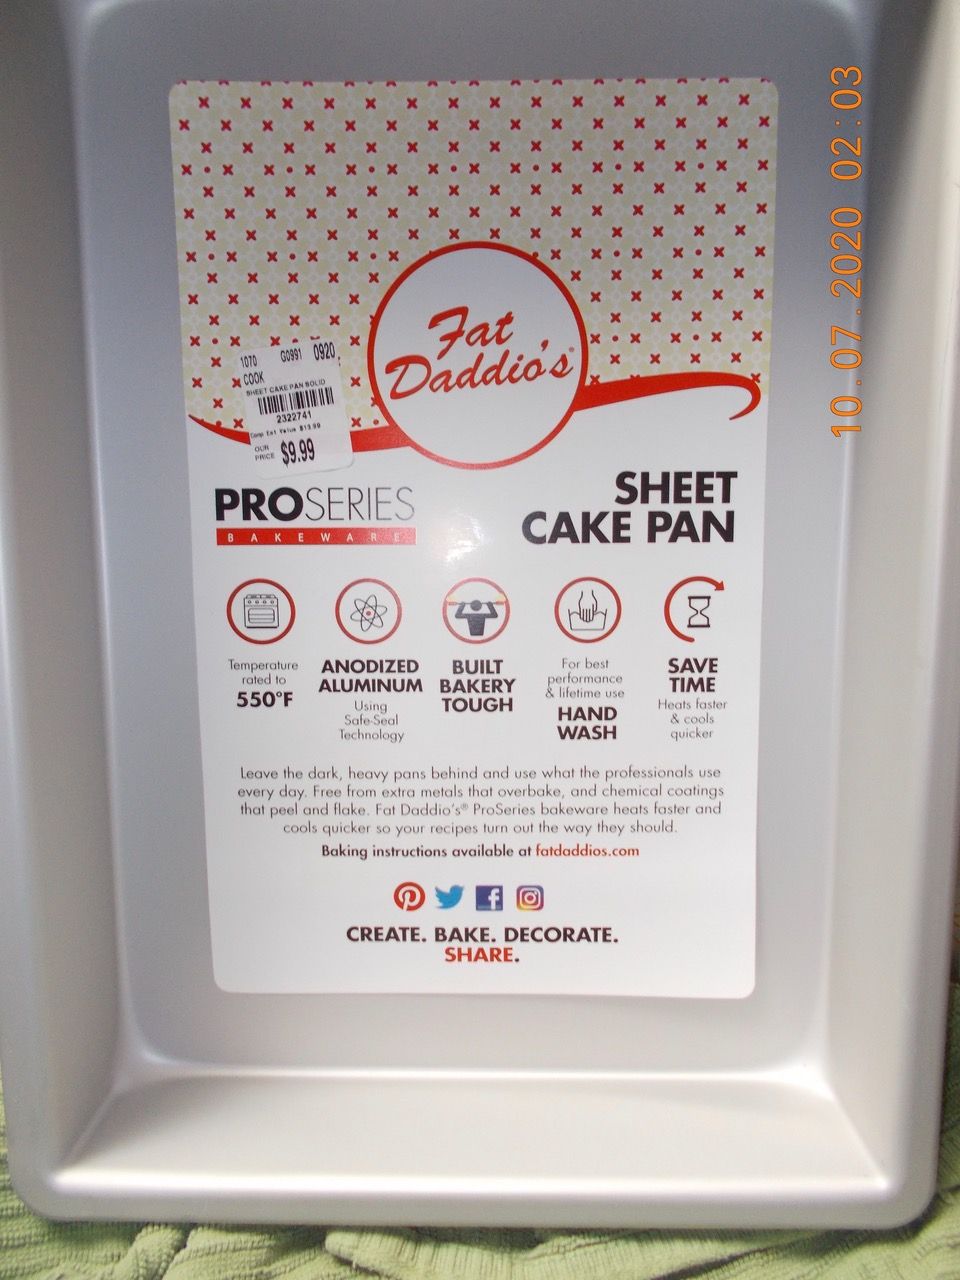 10.07.2020 02:03
Fat
Daddio's®
1070 G0991 0920
COOK
SHEET CAKE PAN SOLID
2322741
Comp Est Value $13.99
OUR
PRICE $9.99
PROSERIES
BAKEWARE
SHEET
CAKE PAN
Temperature
rated to
550°F
ANODIZED
ALUMINUM
Using
Safe-Seal
Technology
BUILT
BAKERY
TOUGH
For best
performance
& lifetime use
HAND
WASH
SAVE
TIME
Heats faster
& cools
quicker
Leave the dark, heavy pans behind and use what the professionals use
every day. Free from extra metals that overbake, and chemical coatings
that peel and flake. Fat Daddio's® ProSeries bakeware heats faster and
cools quicker so your recipes turn out the way they should.
Baking instructions available at fatdaddios.com
CREATE. BAKE. DECORATE.
SHARE.